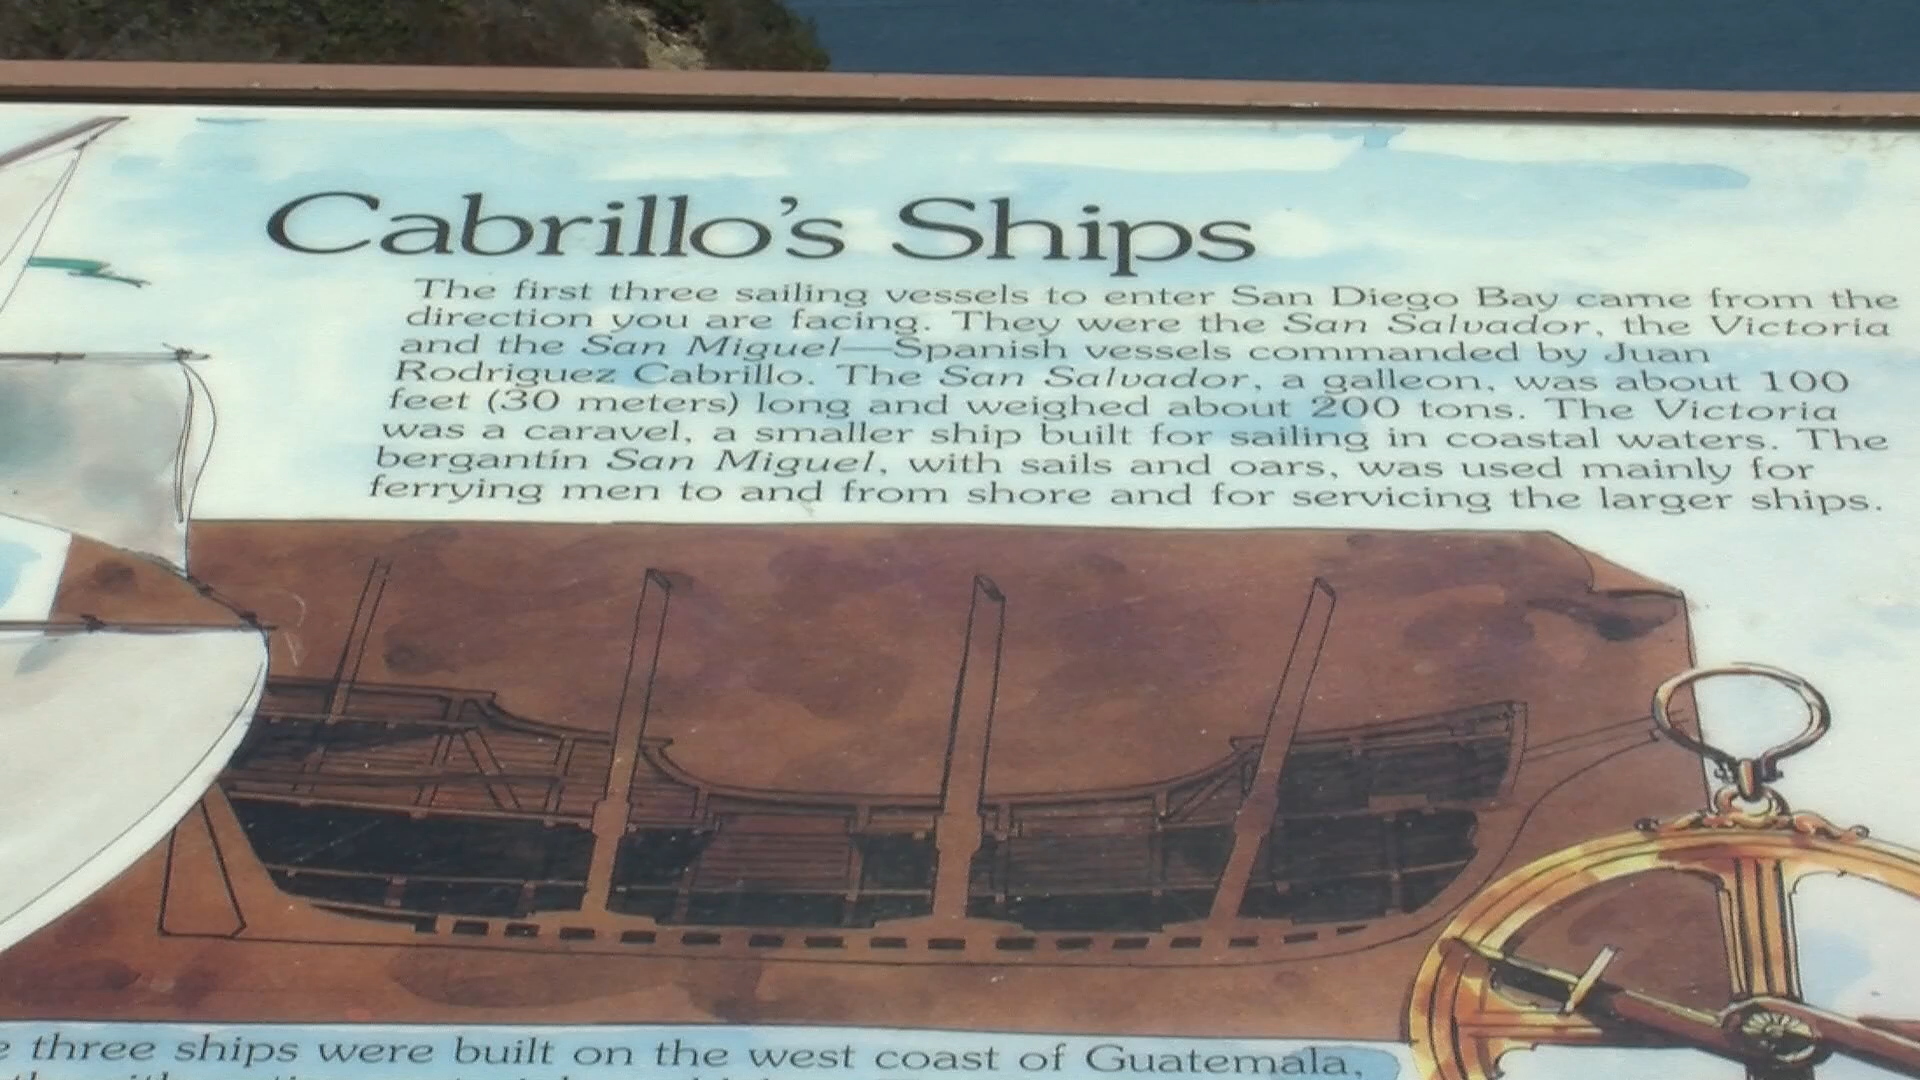 Cabrillo's Ships
The first three sailing vessels to enter San Diego Bay came from the
direction you are facing. They were the San Salvador, the Victoria
and the San Miguel—Spanish vessels commanded by Juan
Rodriguez Cabrillo. The San Salvador, a galleon, was about 100
feet (30 meters) long and weighed about 200 tons. The Victoria
was a caravel, a smaller ship built for sailing in coastal waters. The
bergantin San Miguel, with sails and oars, was used mainly for
ferrying men to and from shore and for servicing the larger ships.
three ships were built on the west coast of Guatemala,